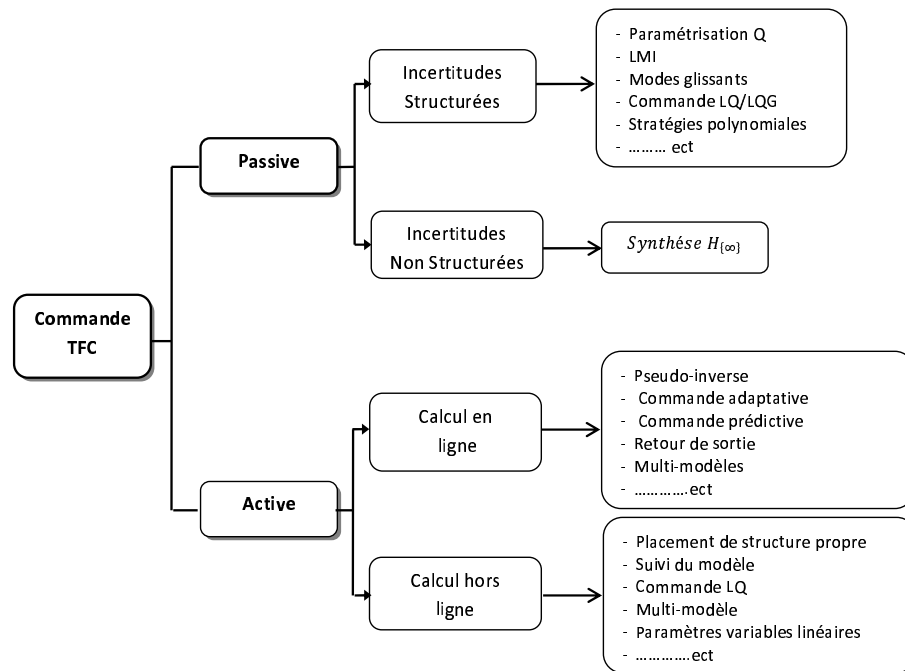 - Paramétrisation Q
- LMI
- Modes glissants
- Commande LQ/LQG
- Stratégies polynomiales
- ……… ect
Incertitudes
Structurées
Passive
Incertitudes
Non Structurées
Synthése H{∞}
Commande
TFC
- Pseudo-inverse
- Commande adaptative
- Commande prédictive
- Retour de sortie
- Multi-modèles
- ………….ect
Calcul en
ligne
Active
Calcul hors
ligne
- Placement de structure propre
- Suivi du modèle
- Commande LQ
- Multi-modèle
- Paramètres variables linéaires
- ………….ect